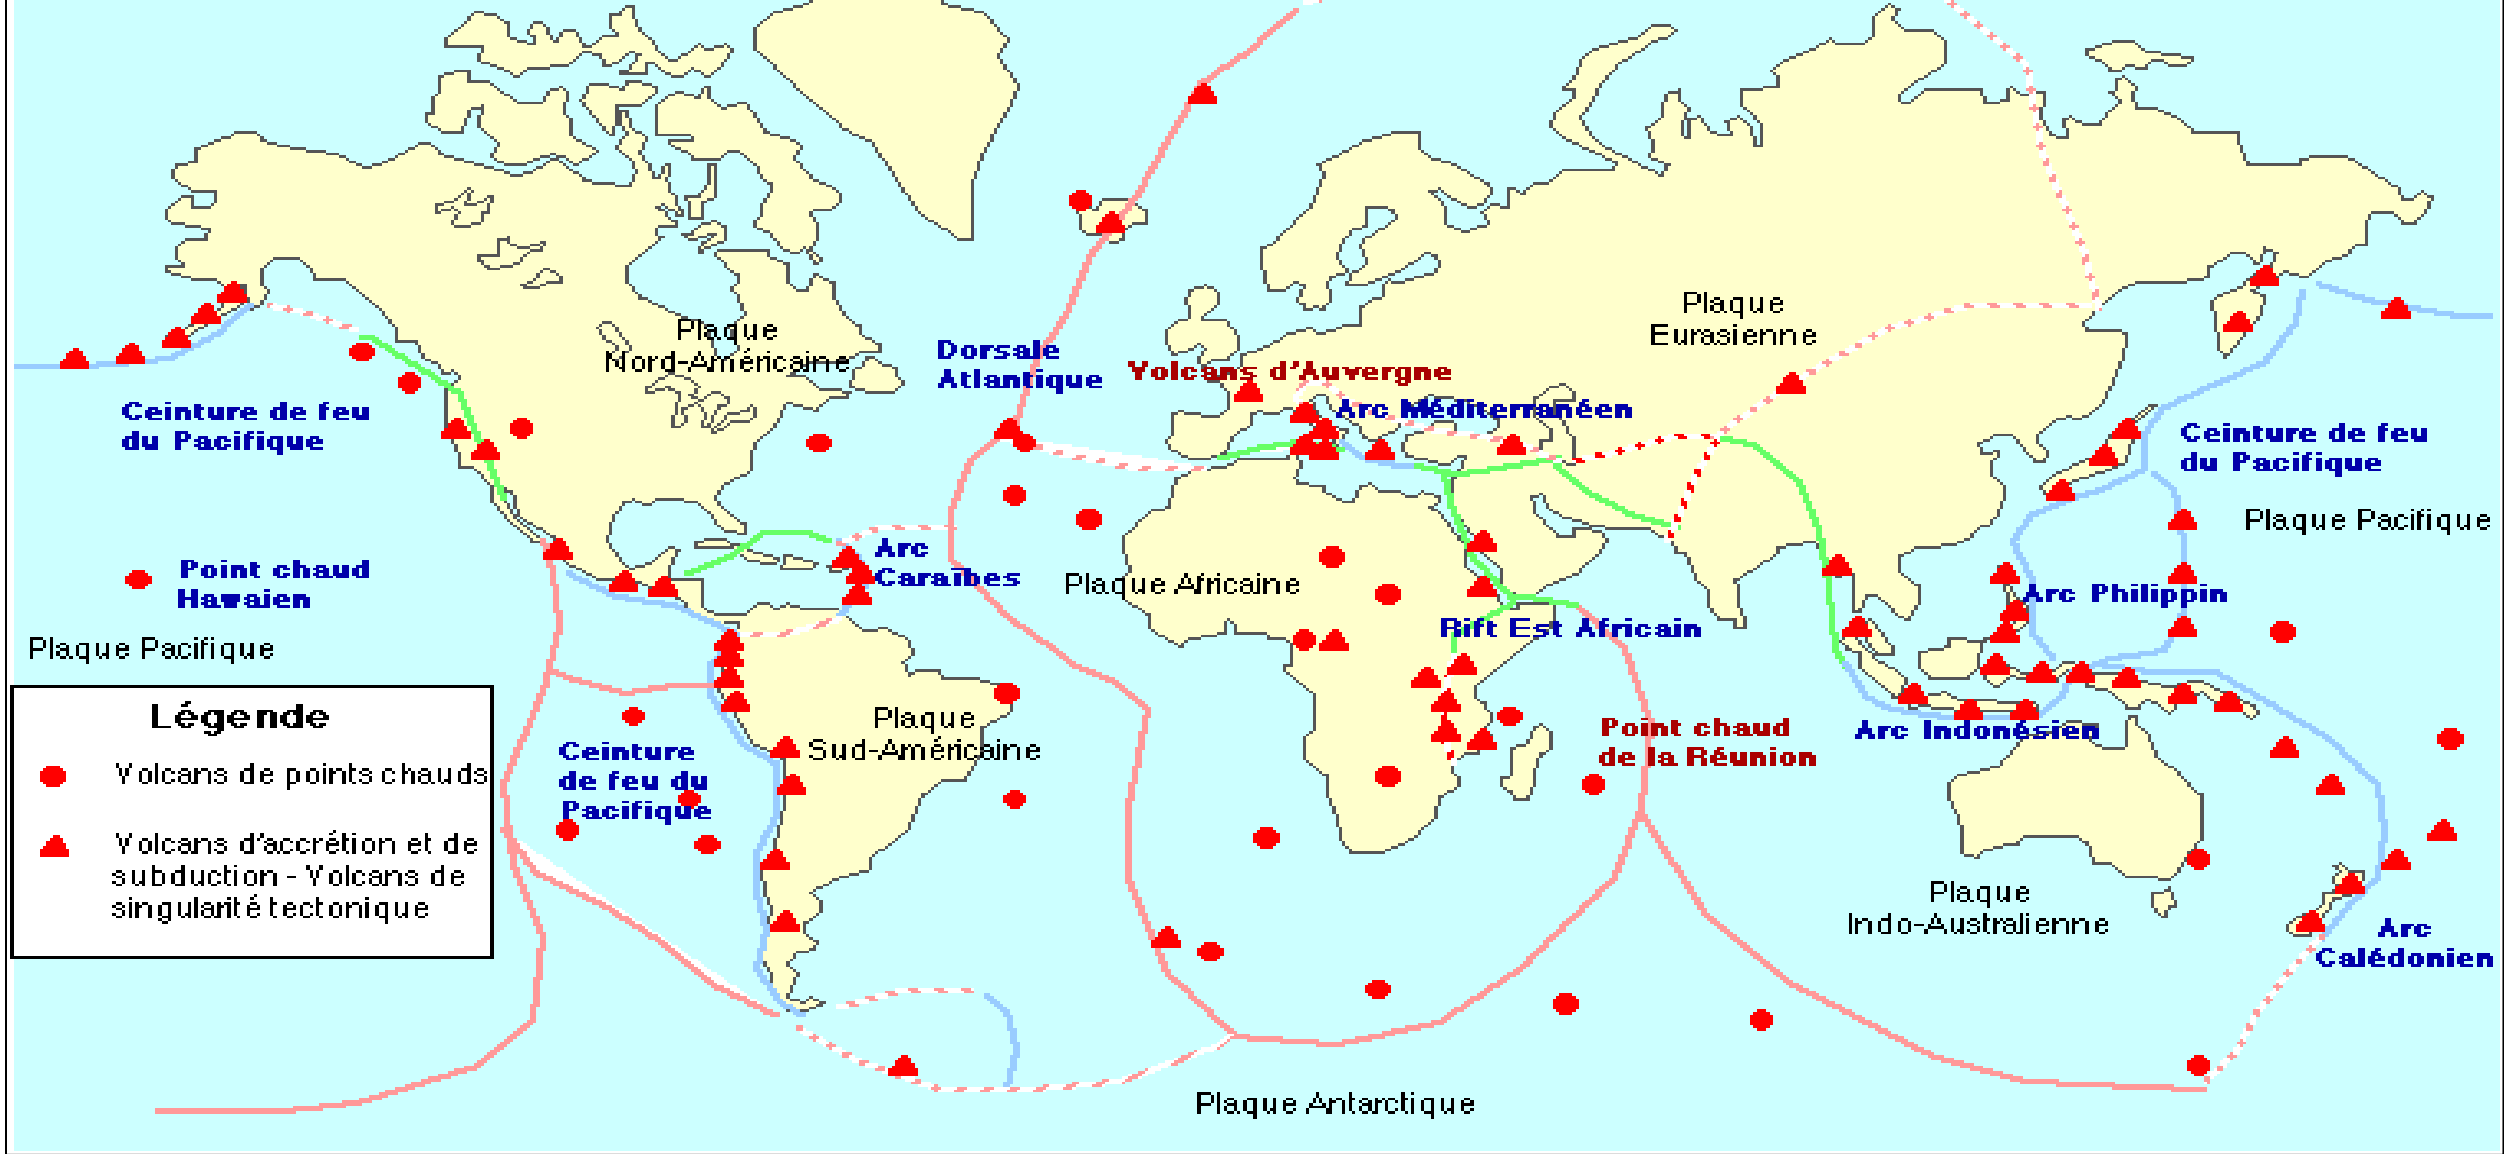 Plaque
Eurasienne
Plaque
Nord-Américaine
Dorsale
Atlantique
Volcans d'Auvergne
Arc Méditerranéen
Ceinture de feu
du Pacifique
Ceinture de feu
du Pacifique
Plaque Pacifique
Point chaud
Hawaien
Arc
Caraïbes
Plaque Africaine
Arc Philippin
Rift Est Africain
Plaque Pacifique
Légende
Volcans de points chauds
Volcans d'accrétion et de
subduction - Volcans de
singularité tectonique
Ceinture
de feu du
Pacifique
Plaque
Sud-Américaine
Point chaud
de la Réunion
Arc Indonésien
Plaque
Indo-Australienne
Arc
Calédonien
Plaque Antarctique